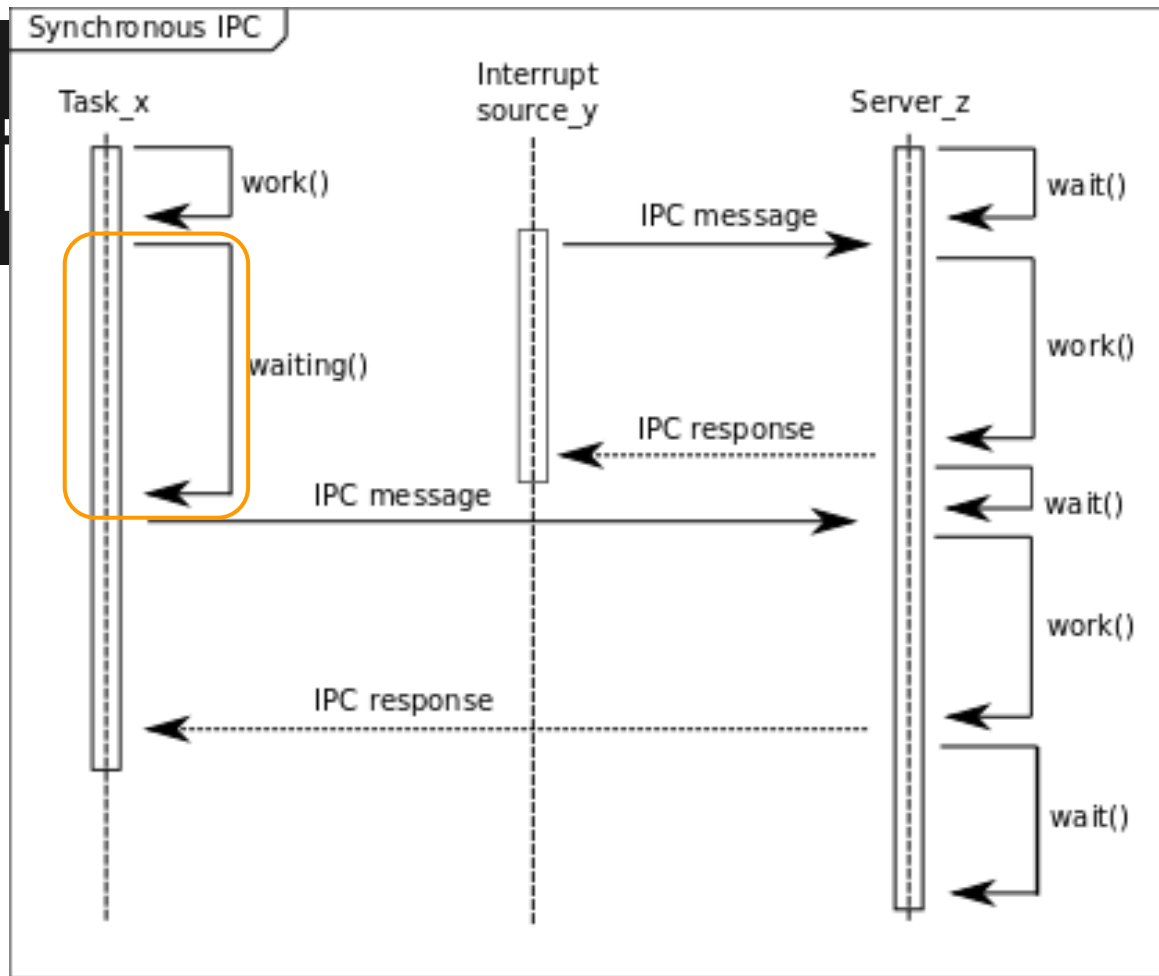 Synchronous IPC
Interrupt
Task_x
source_y
Server_z
work()
wait()
IPC message
waiting()
work()
IPC response
IPC message
wait()
work()
IPC response
wait()